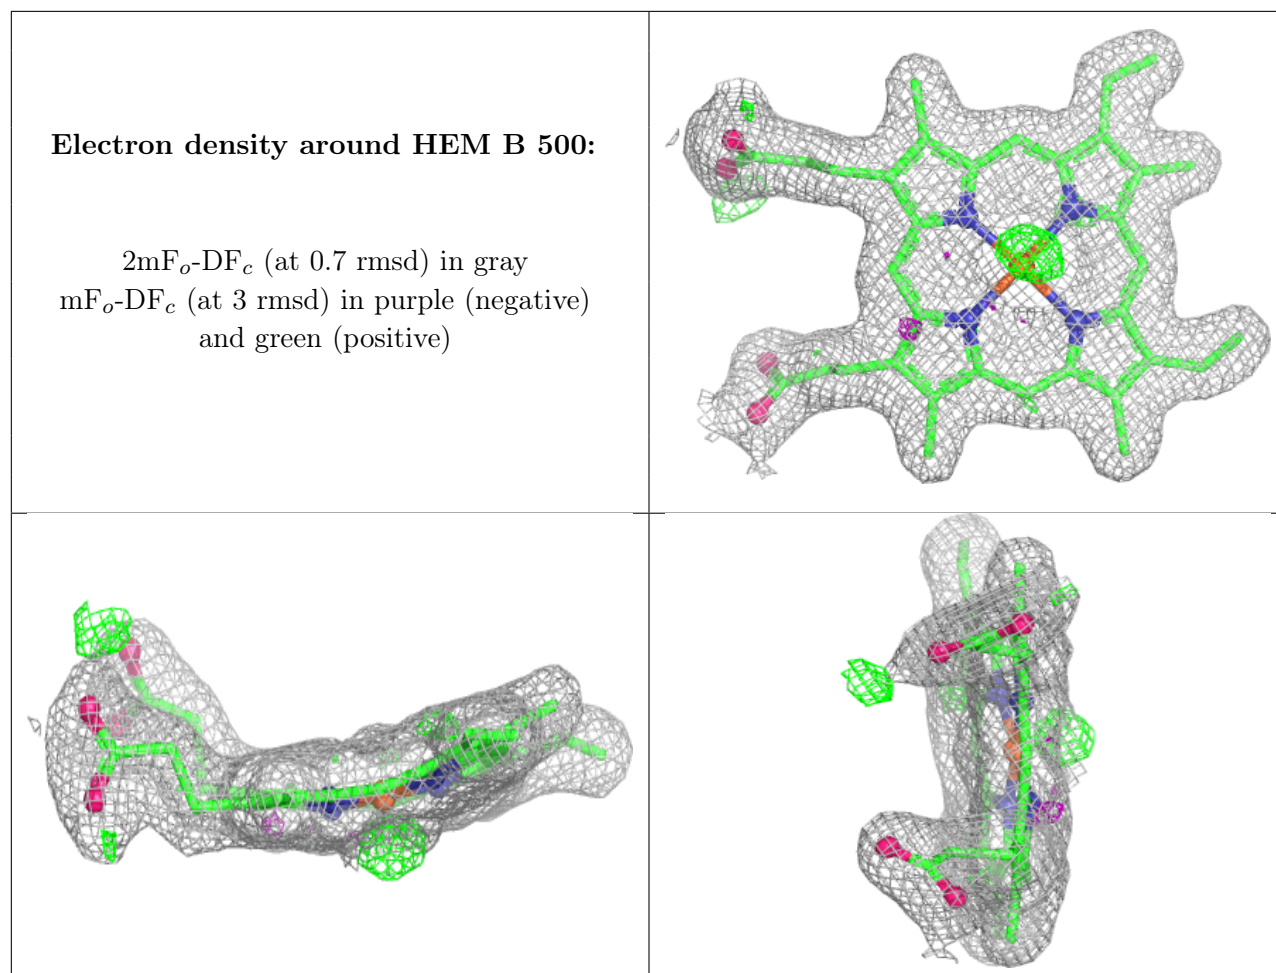 Electron density around HEM B 500:
2mFo-DFc (at 0.7 rmsd) in gray
mFo-DFc (at 3 rmsd) in purple (negative)
and green (positive)